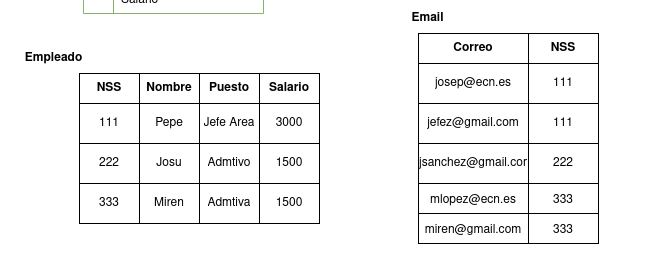 Salario
Email
Empleado
Correo NSS
josep@ecn.es 111
jefez@gmail.com 111
jsanchez@gmail.cor 222
mlopez@ecn.es 333
miren@gmail.com 333
NSS Nombre Puesto Salario
111 Pepe Jefe Area 3000
222 Josu Admtivo 1500
333 Miren Admtiva 1500